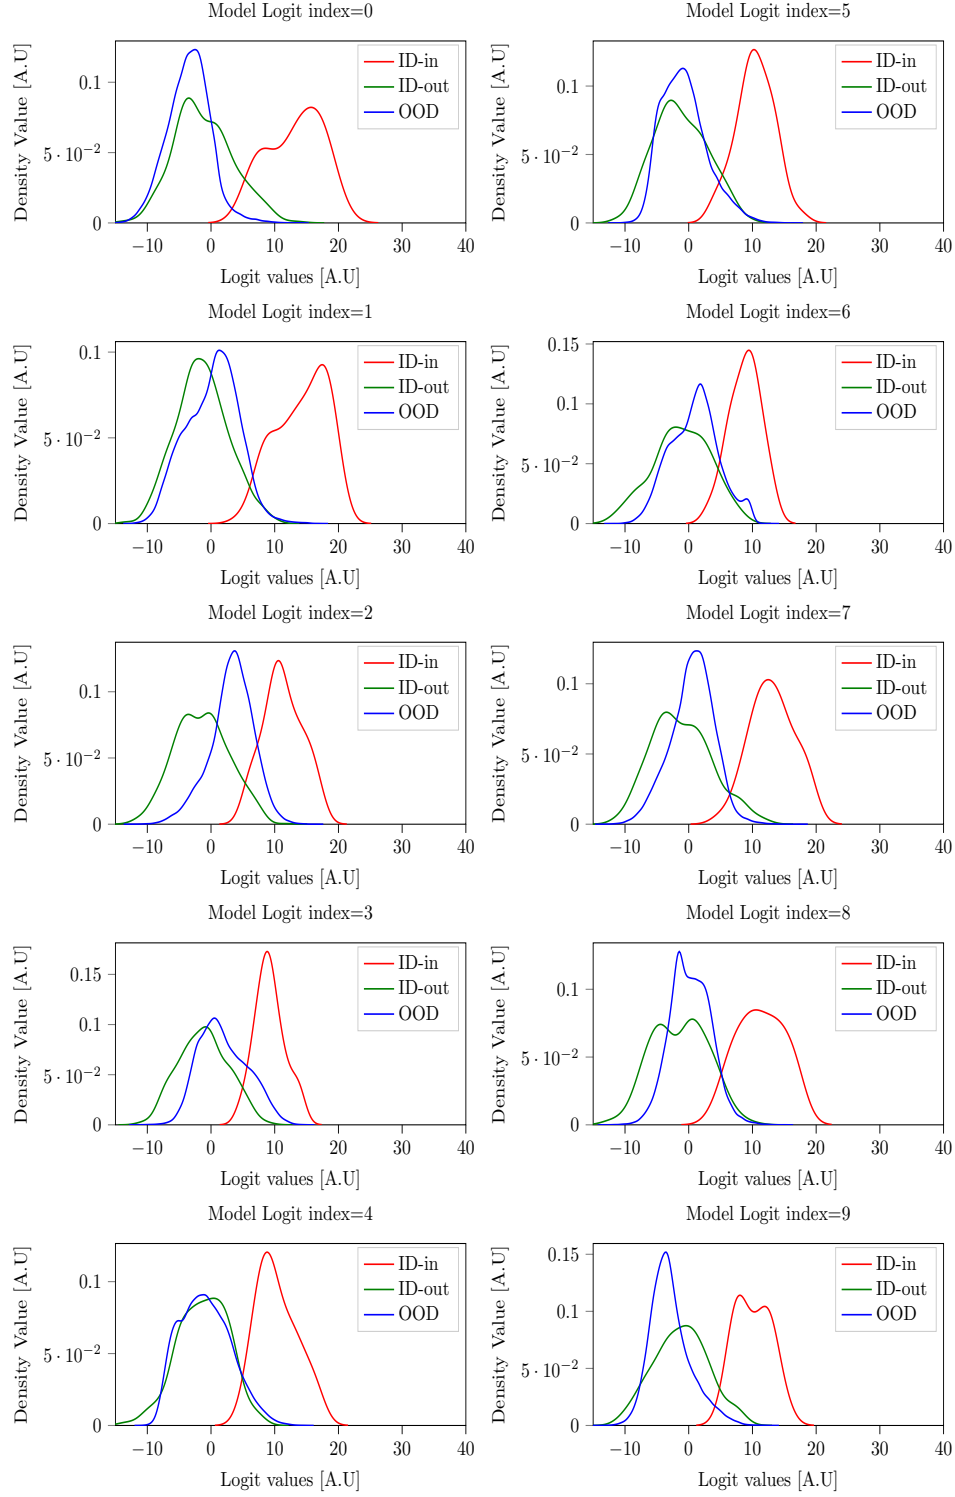 Model Logit index=0
Density Value [A.U]
0.1
5 · 10⁻²
0
−10 0 10 20 30 40
Logit values [A.U]
ID-in
ID-out
OOD
Model Logit index=5
Density Value [A.U]
0.1
5 · 10⁻²
0
−10 0 10 20 30 40
Logit values [A.U]
ID-in
ID-out
OOD
Model Logit index=1
Density Value [A.U]
0.1
5 · 10⁻²
0
−10 0 10 20 30 40
Logit values [A.U]
ID-in
ID-out
OOD
Model Logit index=6
Density Value [A.U]
0.15
0.1
5 · 10⁻²
0
−10 0 10 20 30 40
Logit values [A.U]
ID-in
ID-out
OOD
Model Logit index=2
Density Value [A.U]
0.1
5 · 10⁻²
0
−10 0 10 20 30 40
Logit values [A.U]
ID-in
ID-out
OOD
Model Logit index=7
Density Value [A.U]
0.1
5 · 10⁻²
0
−10 0 10 20 30 40
Logit values [A.U]
ID-in
ID-out
OOD
Model Logit index=3
Density Value [A.U]
0.15
0.1
5 · 10⁻²
0
−10 0 10 20 30 40
Logit values [A.U]
ID-in
ID-out
OOD
Model Logit index=8
Density Value [A.U]
0.1
5 · 10⁻²
0
−10 0 10 20 30 40
Logit values [A.U]
ID-in
ID-out
OOD
Model Logit index=4
Density Value [A.U]
0.1
5 · 10⁻²
0
−10 0 10 20 30 40
Logit values [A.U]
ID-in
ID-out
OOD
Model Logit index=9
Density Value [A.U]
0.15
0.1
5 · 10⁻²
0
−10 0 10 20 30 40
Logit values [A.U]
ID-in
ID-out
OOD